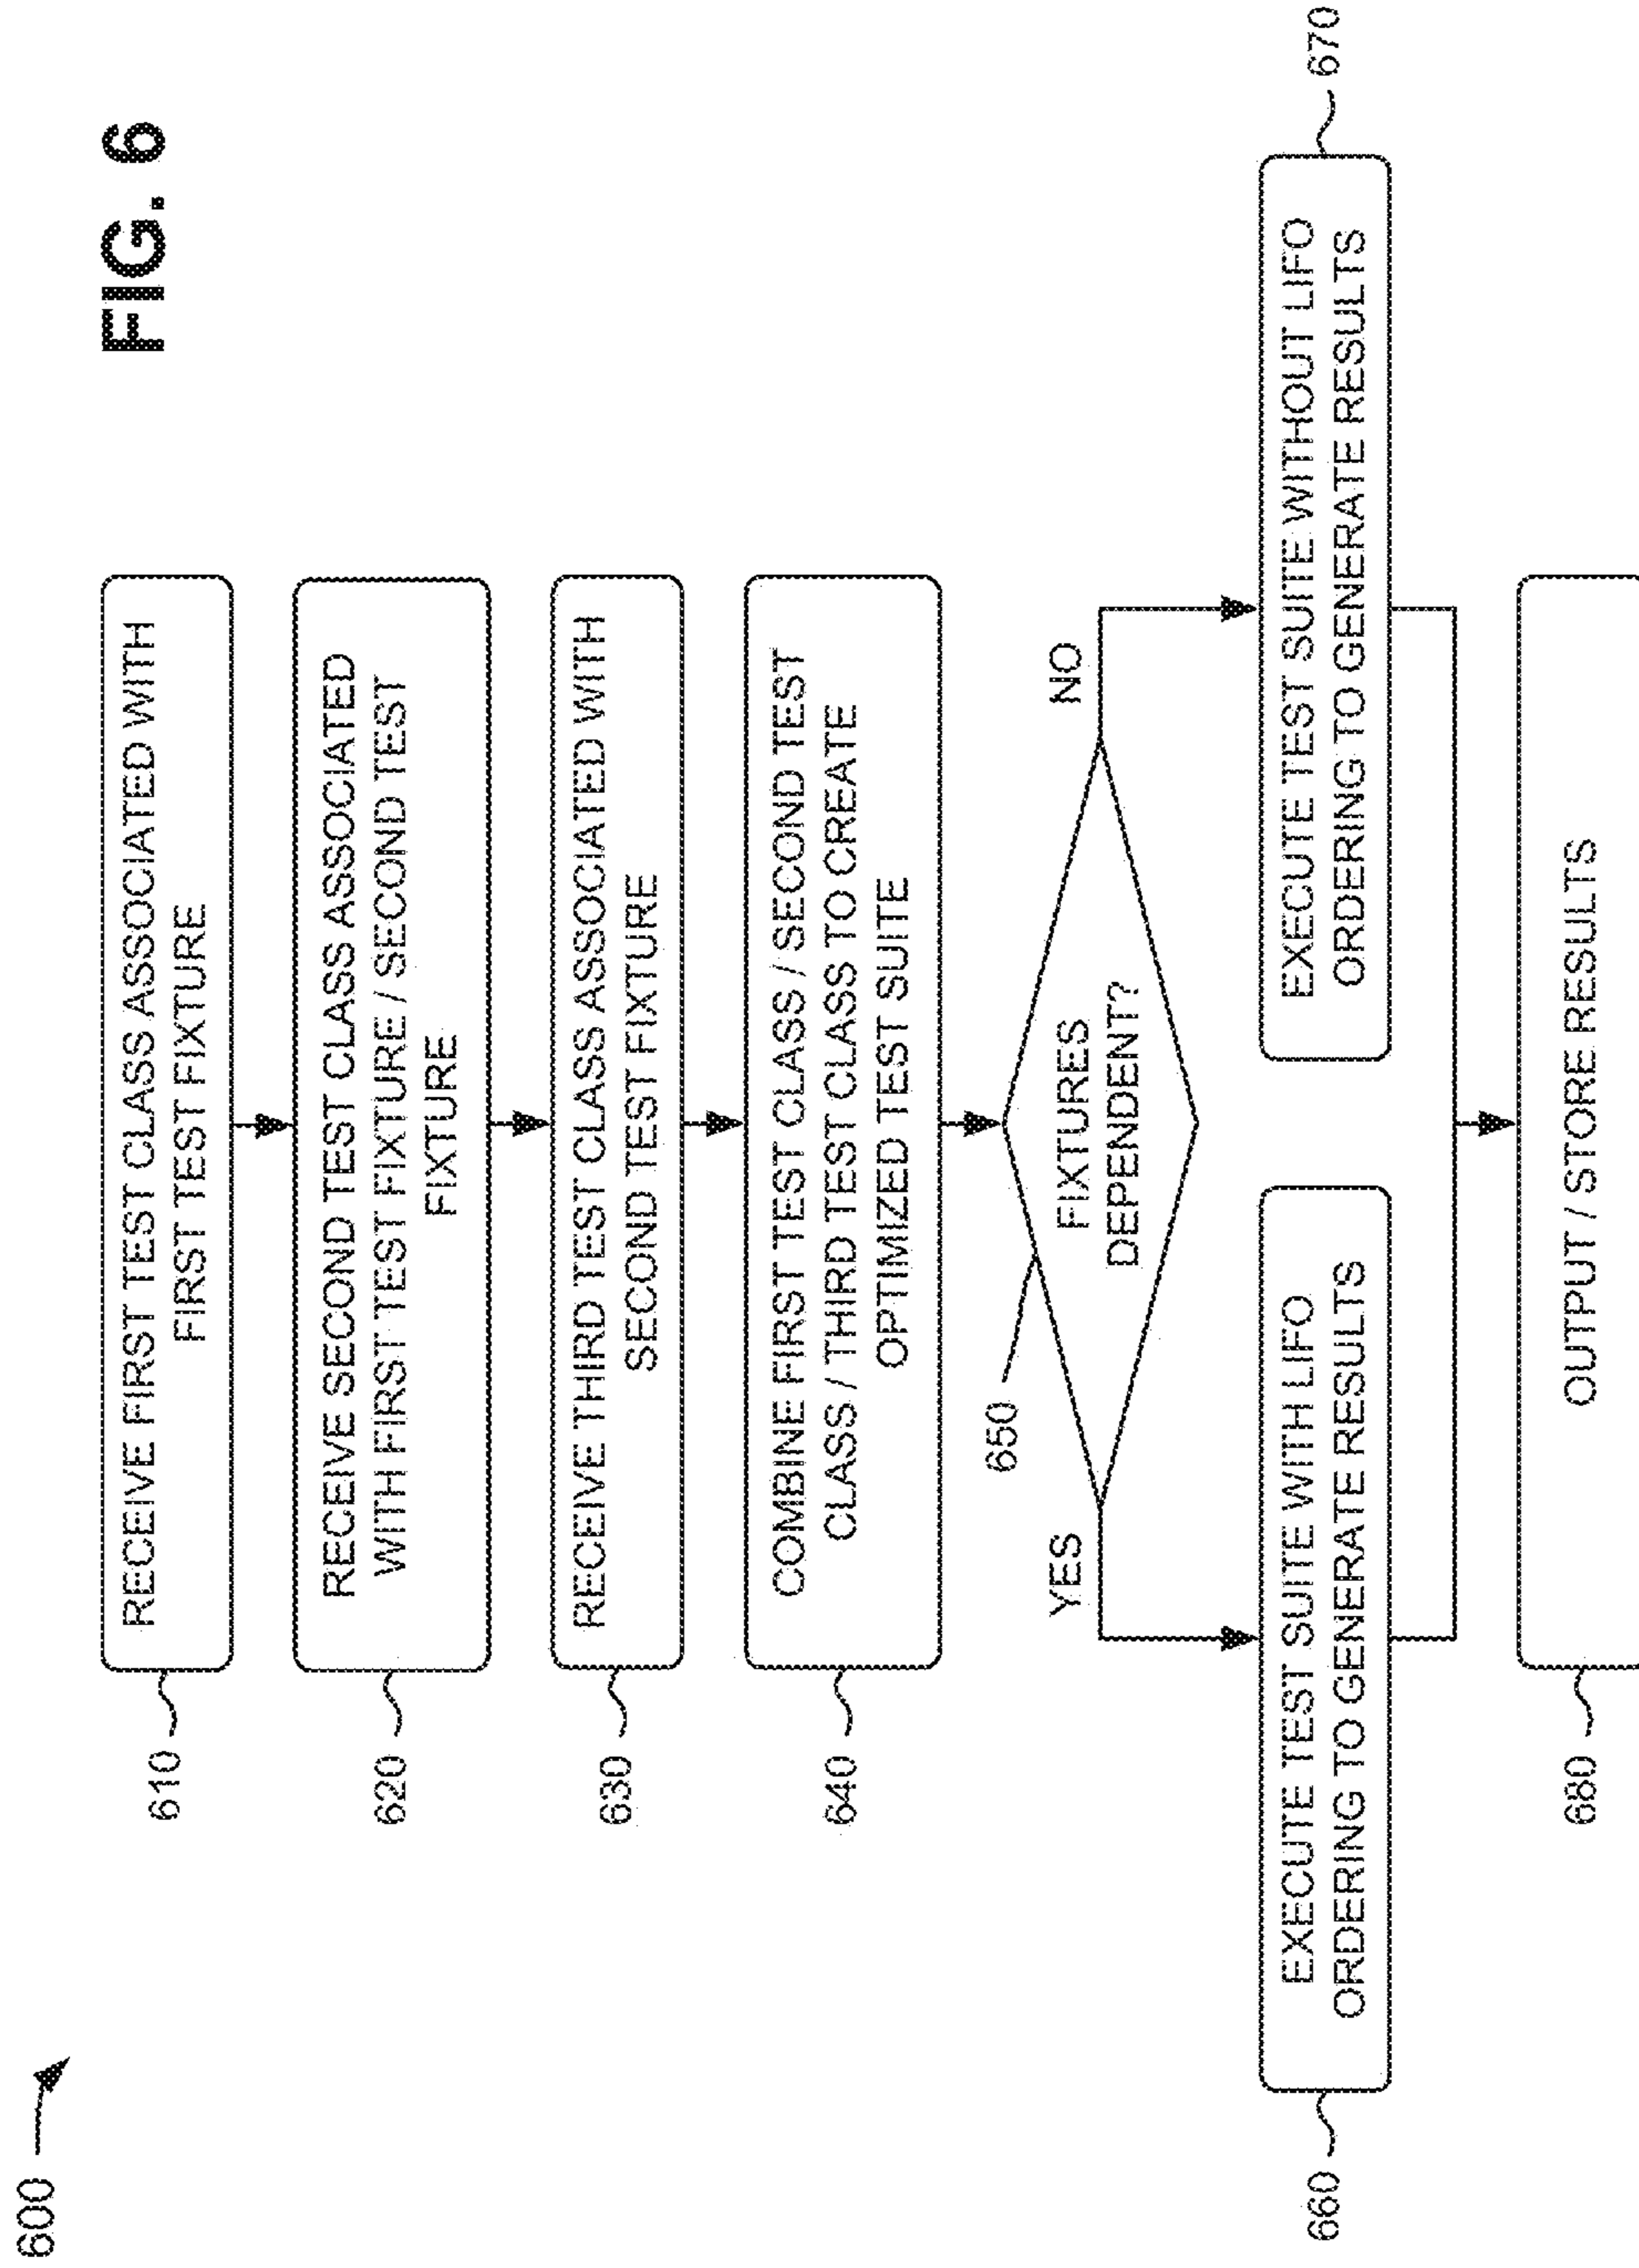 600
FIG. 6
610
RECEIVE FIRST TEST CLASS ASSOCIATED WITH
FIRST TEST FIXTURE
620
RECEIVE SECOND TEST CLASS ASSOCIATED
WITH FIRST TEST FIXTURE / SECOND TEST
FIXTURE
630
RECEIVE THIRD TEST CLASS ASSOCIATED WITH
SECOND TEST FIXTURE
640
COMBINE FIRST TEST CLASS / SECOND TEST
CLASS / THIRD TEST CLASS TO CREATE
OPTIMIZED TEST SUITE
650
YES
FIXTURES
DEPENDENT?
NO
660
EXECUTE TEST SUITE WITH LIFO
ORDERING TO GENERATE RESULTS
EXECUTE TEST SUITE WITHOUT LIFO
ORDERING TO GENERATE RESULTS
670
680
OUTPUT / STORE RESULTS